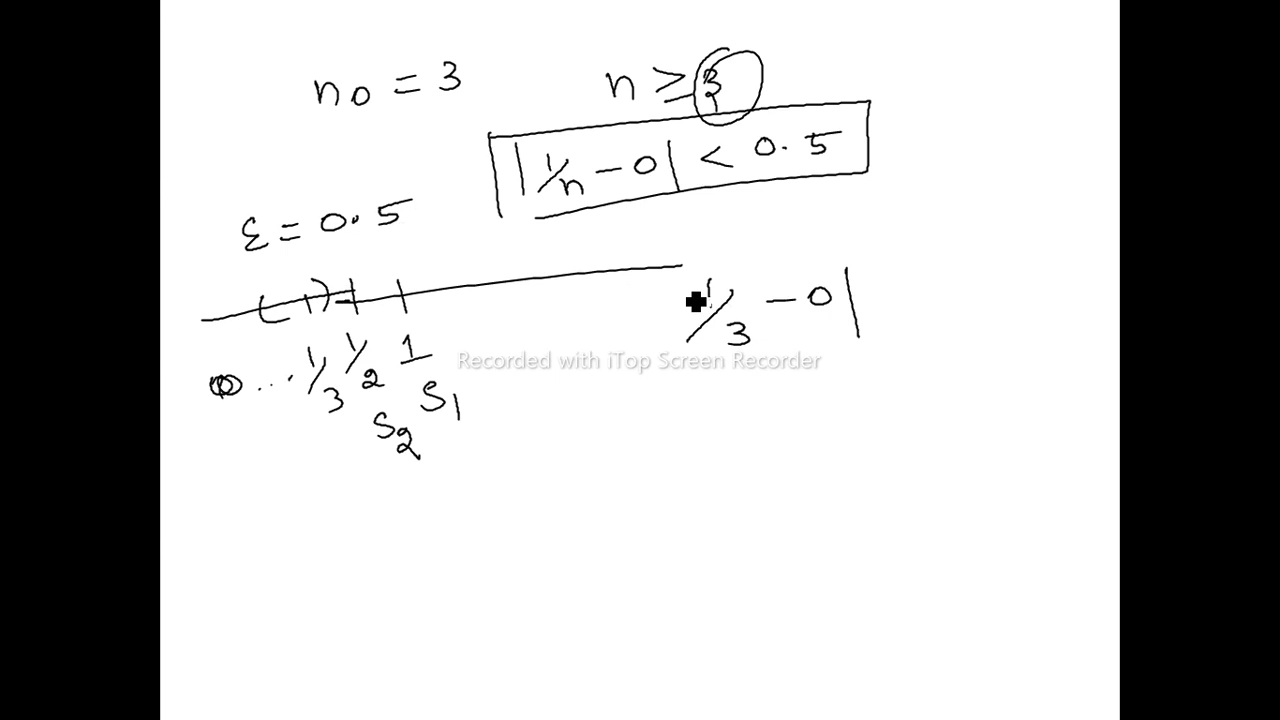 n₀ = 3
n ≥ 3
|1/n - 0| < 0.5
ε = 0.5
1/3 - 0|
... 1/3 1/2 1
S₂ S₁
Recorded with iTop Screen Recorder